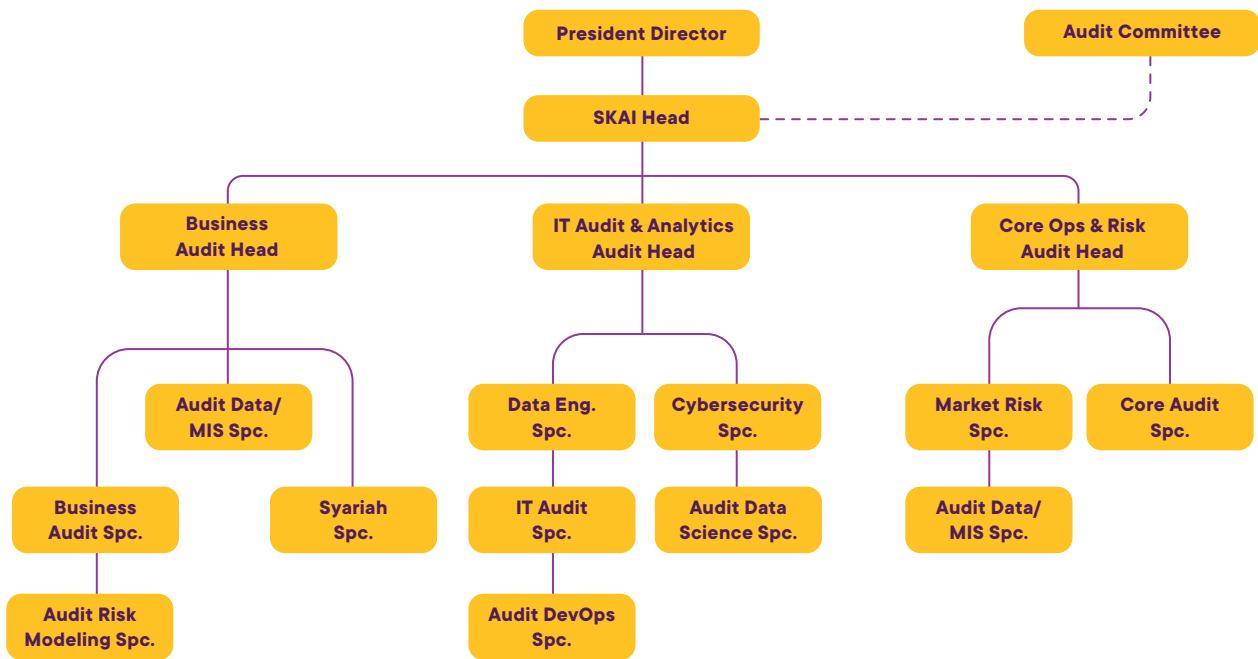 President Director
Audit Committee
SKAI Head
Business
Audit Head
IT Audit & Analytics
Audit Head
Core Ops & Risk
Audit Head
Audit Data/
MIS Spc.
Data Eng.
Spc.
Cybersecurity
Spc.
Market Risk
Spc.
Core Audit
Spc.
Business
Audit Spc.
Syariah
Spc.
IT Audit
Spc.
Audit Data
Science Spc.
Audit Data/
MIS Spc.
Audit Risk
Modeling Spc.
Audit DevOps
Spc.